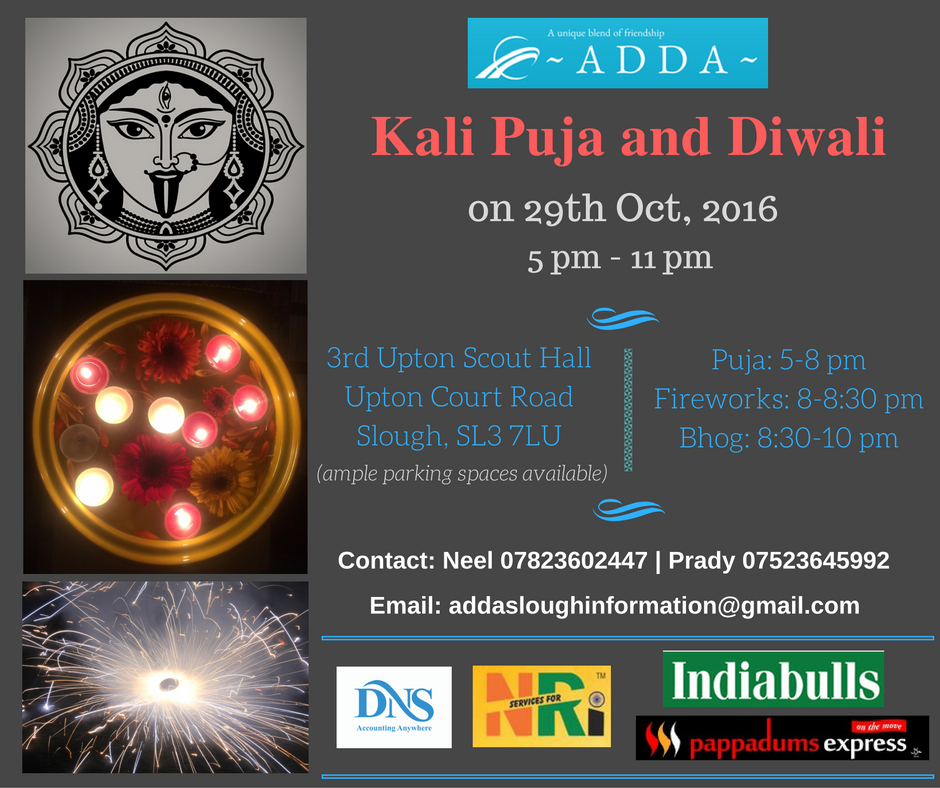 A unique blend of friendship
~ A D D A ~
Kali Puja and Diwali
on 29th Oct, 2016
5 pm - 11 pm
3rd Upton Scout Hall
Upton Court Road
Slough, SL3 7LU
(ample parking spaces available)
Puja: 5-8 pm
Fireworks: 8-8:30 pm
Bhog: 8:30-10 pm
Contact: Neel 07823602447 | Prady 07523645992
Email: addasloughinformation@gmail.com
DNS
Accounting Anywhere
NRi
SERVICES FOR
TM
Indiabulls
on the move
pappadums express